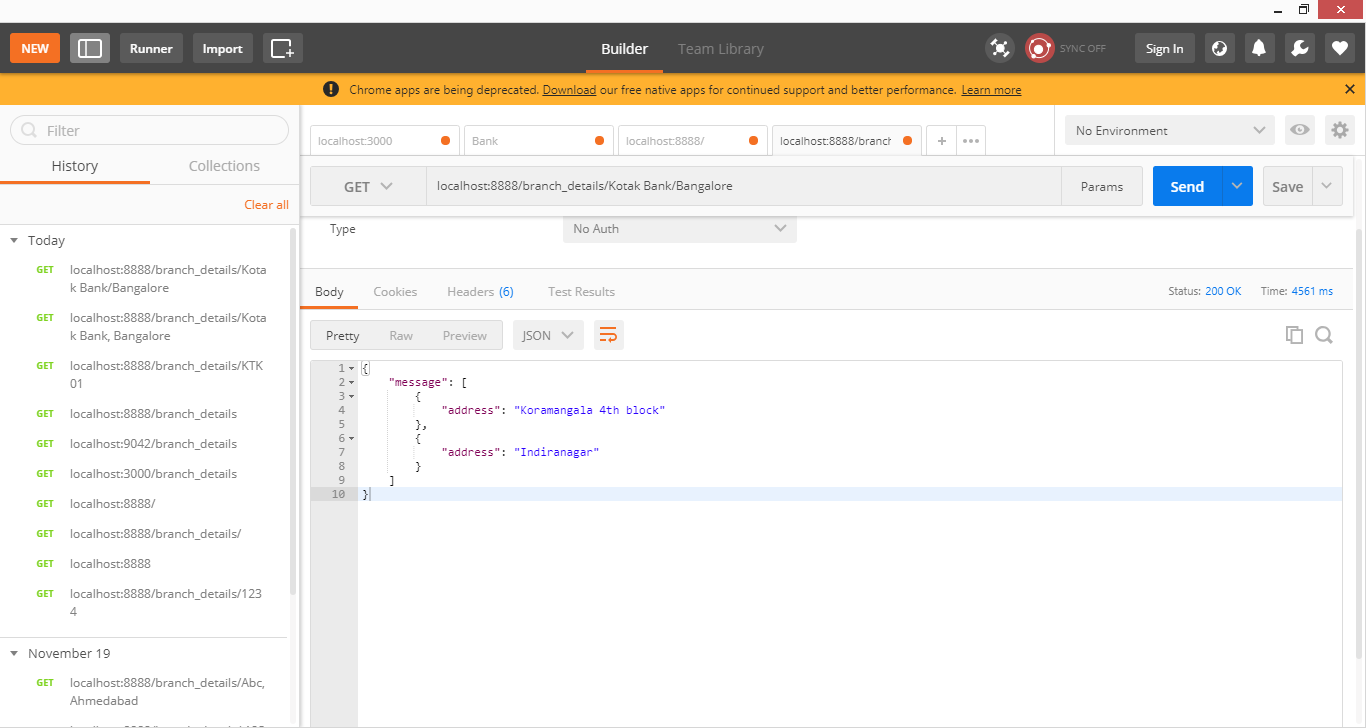 NEW Runner Import Builder Team Library SYNC OFF Sign In
Chrome apps are being deprecated. Download our free native apps for continued support and better performance. Learn more
Filter
History Collections
Clear all
Today
GET localhost:8888/branch_details/Kota
k Bank/Bangalore
GET localhost:8888/branch_details/Kota
k Bank, Bangalore
GET localhost:8888/branch_details/KTK
01
GET localhost:8888/branch_details
GET localhost:9042/branch_details
GET localhost:3000/branch_details
GET localhost:8888/
GET localhost:8888/branch_details/
GET localhost:8888
GET localhost:8888/branch_details/123
4
November 19
GET localhost:8888/branch_details/Abc,
Ahmedabad
localhost:3000 Bank localhost:8888/ localhost:8888/branch + •••
No Environment
GET localhost:8888/branch_details/Kotak Bank/Bangalore Params Send Save
Type No Auth
Body Cookies Headers (6) Test Results Status: 200 OK Time: 4561 ms
Pretty Raw Preview JSON
1 {
2 "message": [
3 {
4 "address": "Koramangala 4th block"
5 },
6 {
7 "address": "Indiranagar"
8 }
9 ]
10 }